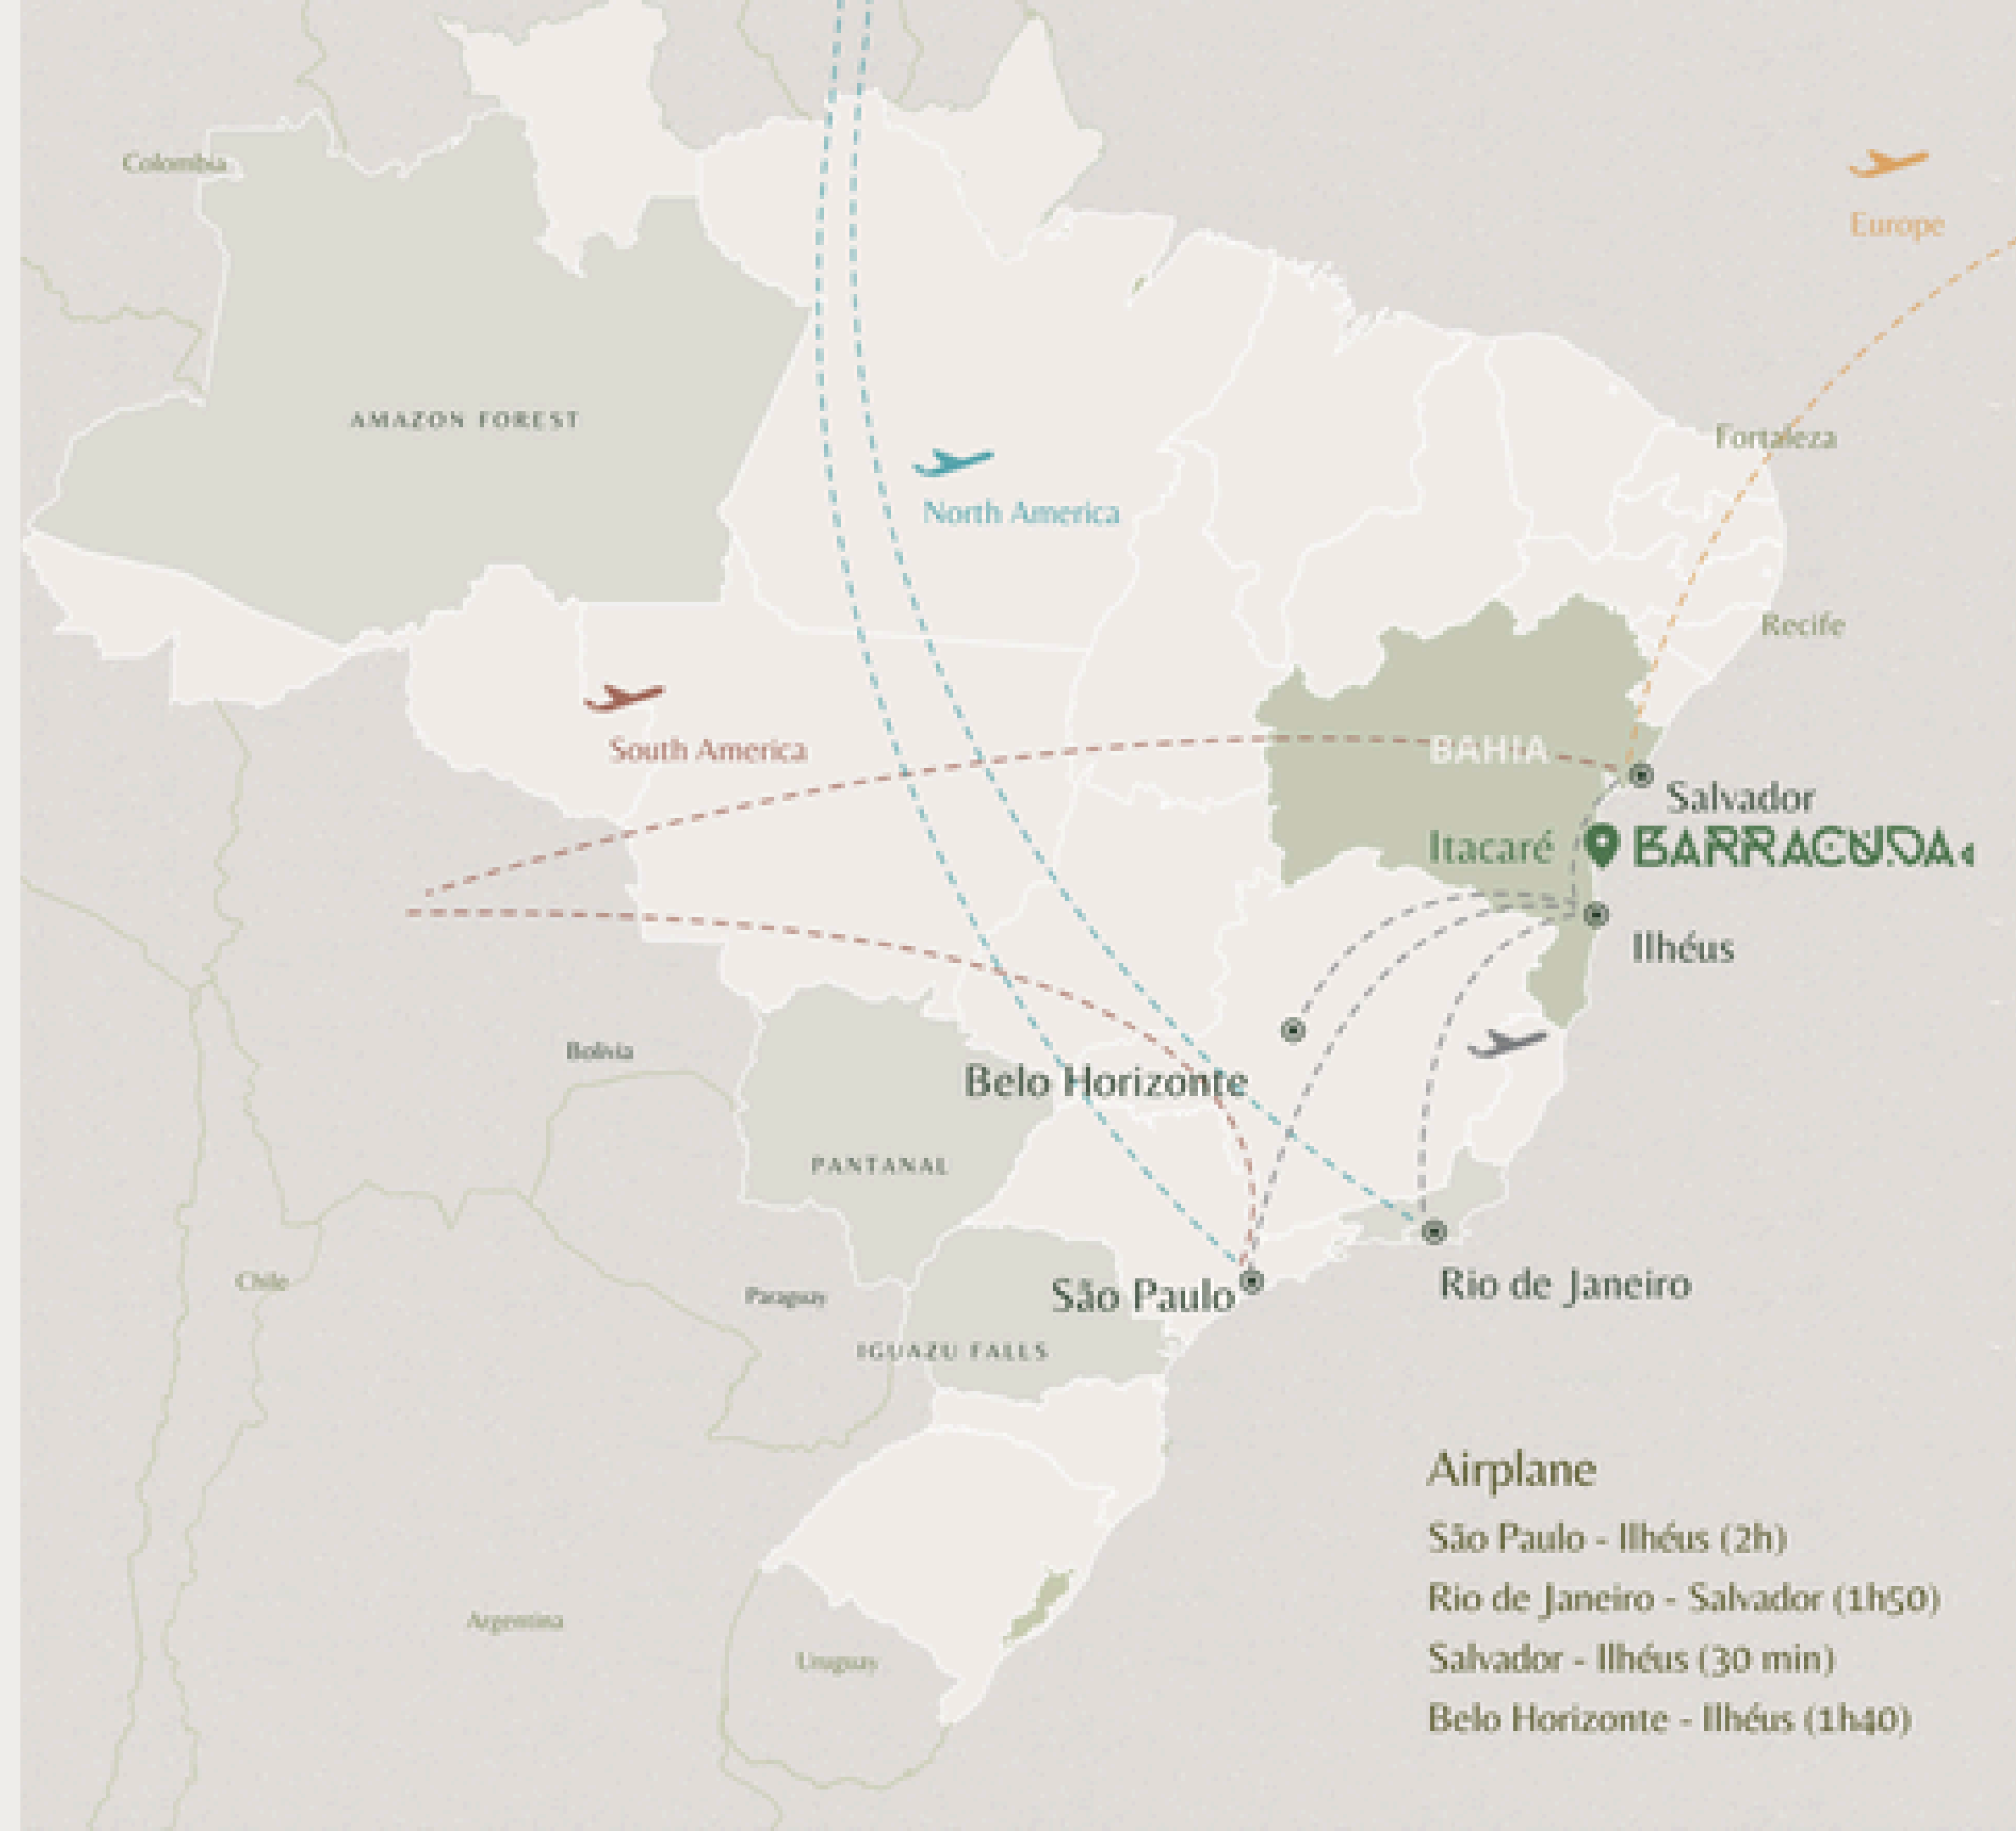 Colombia
Europe
AMAZON FOREST
Fortaleza
North America
Recife
South America
BAHIA
Salvador
Itacaré
BARRACUDA
Ilhéus
Bolivia
Belo Horizonte
PANTANAL
Chile
Paraguay
São Paulo
Rio de Janeiro
IGUAZU FALLS
Airplane
São Paulo - Ilhéus (2h)
Rio de Janeiro - Salvador (1h50)
Salvador - Ilhéus (30 min)
Belo Horizonte - Ilhéus (1h40)
Argentina
Uruguay